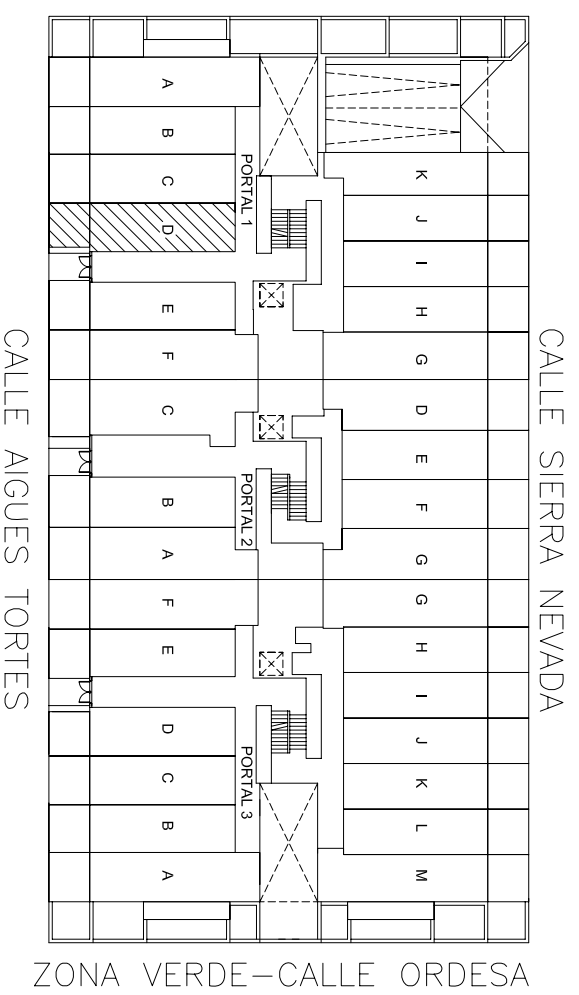 CALLE SIERRA NEVADA
K
J
I
H
G
D
E
F
G
G
H
I
J
K
L
M
PORTAL 1
PORTAL 2
PORTAL 3
A
B
C
D
E
F
C
B
A
F
E
D
C
B
A
CALLE AIGUES TORTES
ZONA VERDE-CALLE ORDESA